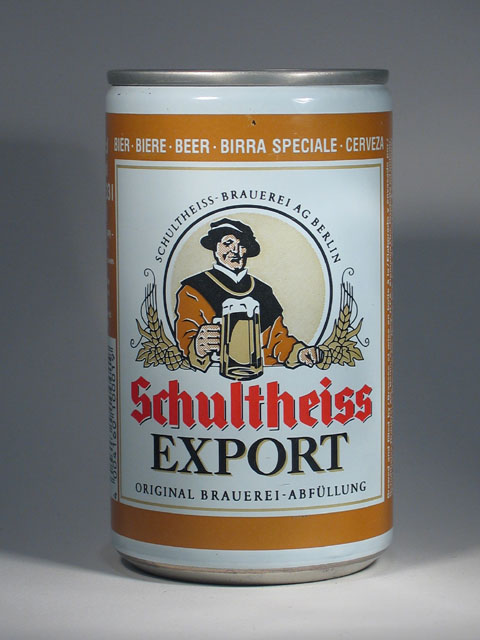 BIER · BIERE · BEER · BIRRA SPECIALE · CERVEZA
SCHULTHEISS-BRAUEREI AG BERLIN
Schultheiss
EXPORT
ORIGINAL BRAUEREI-ABFÜLLUNG